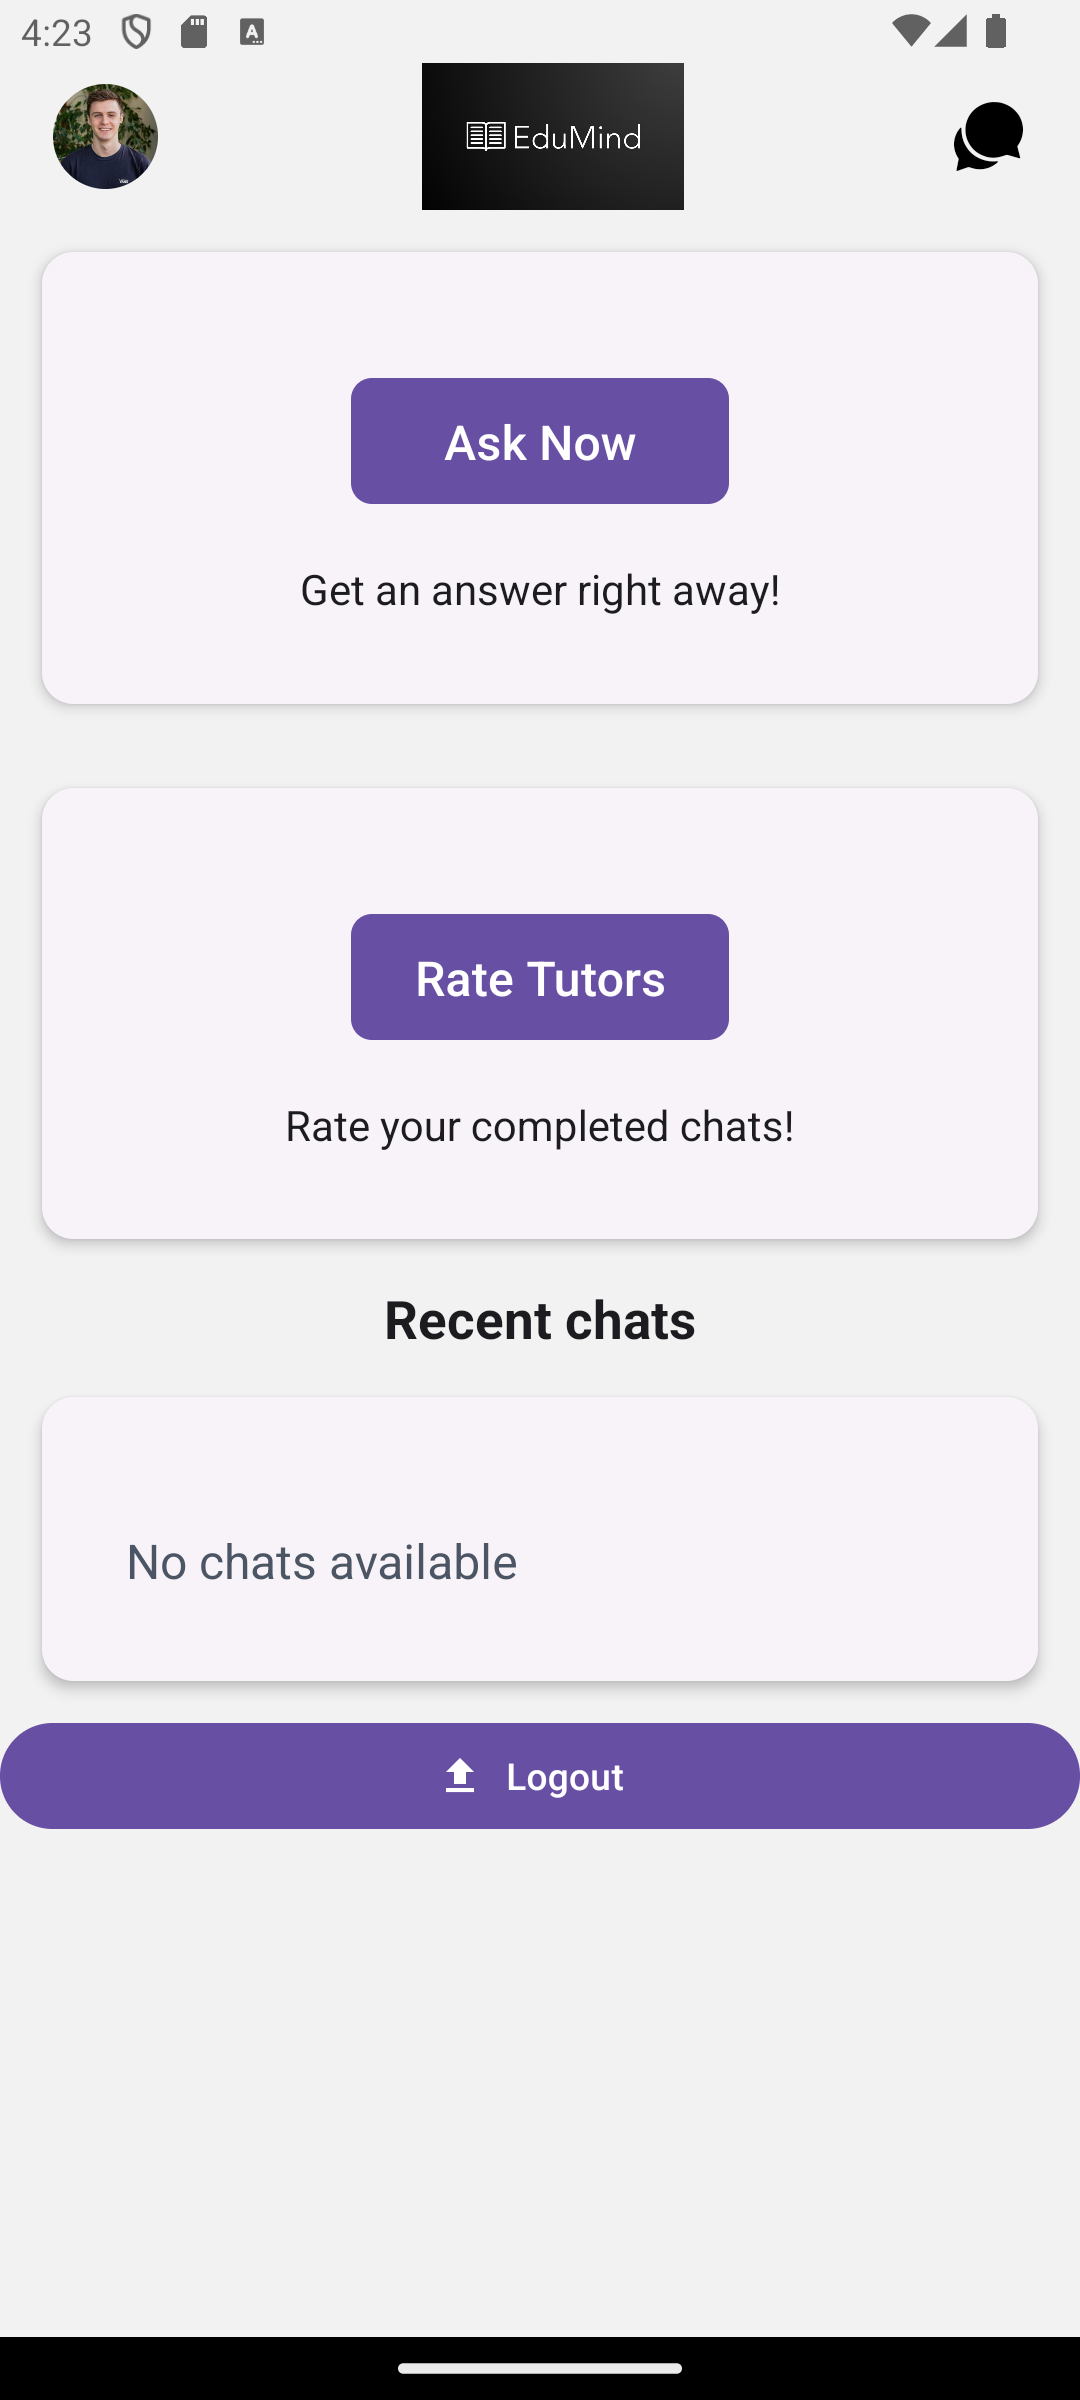 4:23
EduMind
Ask Now
Get an answer right away!
Rate Tutors
Rate your completed chats!
Recent chats
No chats available
Logout